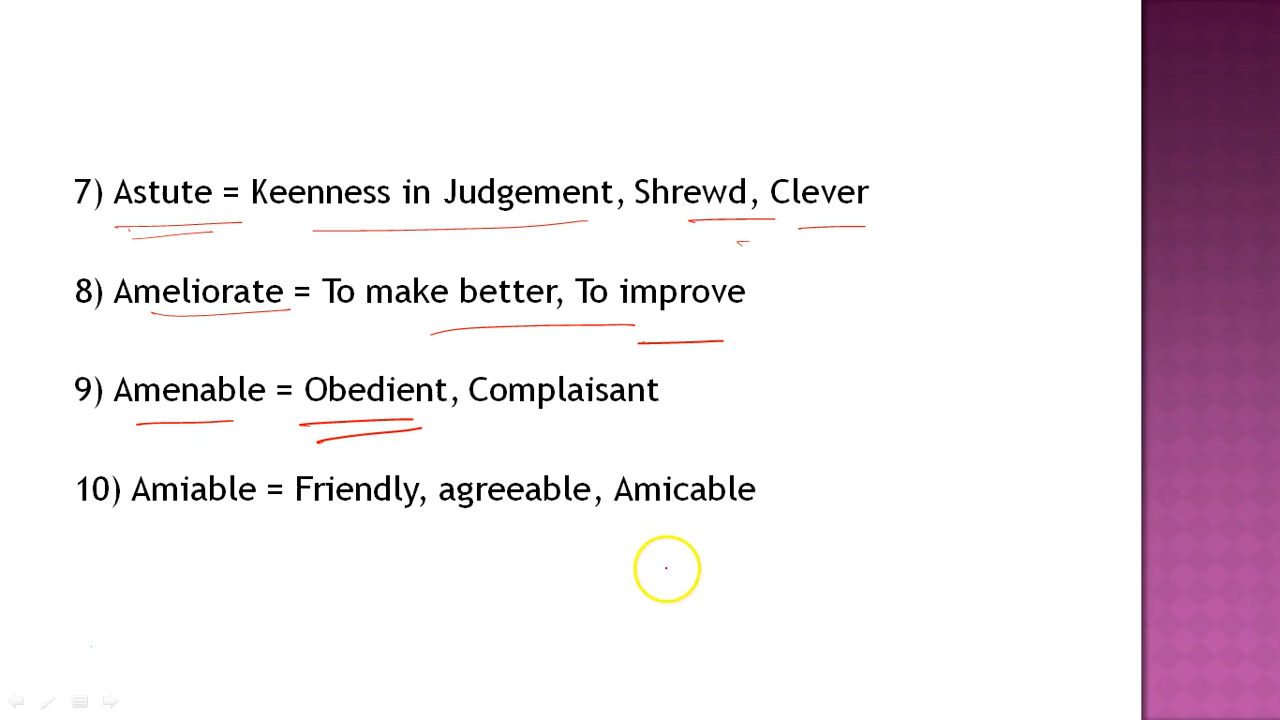 7) Astute = Keenness in Judgement, Shrewd, Clever
8) Ameliorate = To make better, To improve
9) Amenable = Obedient, Complaisant
10) Amiable = Friendly, agreeable, Amicable